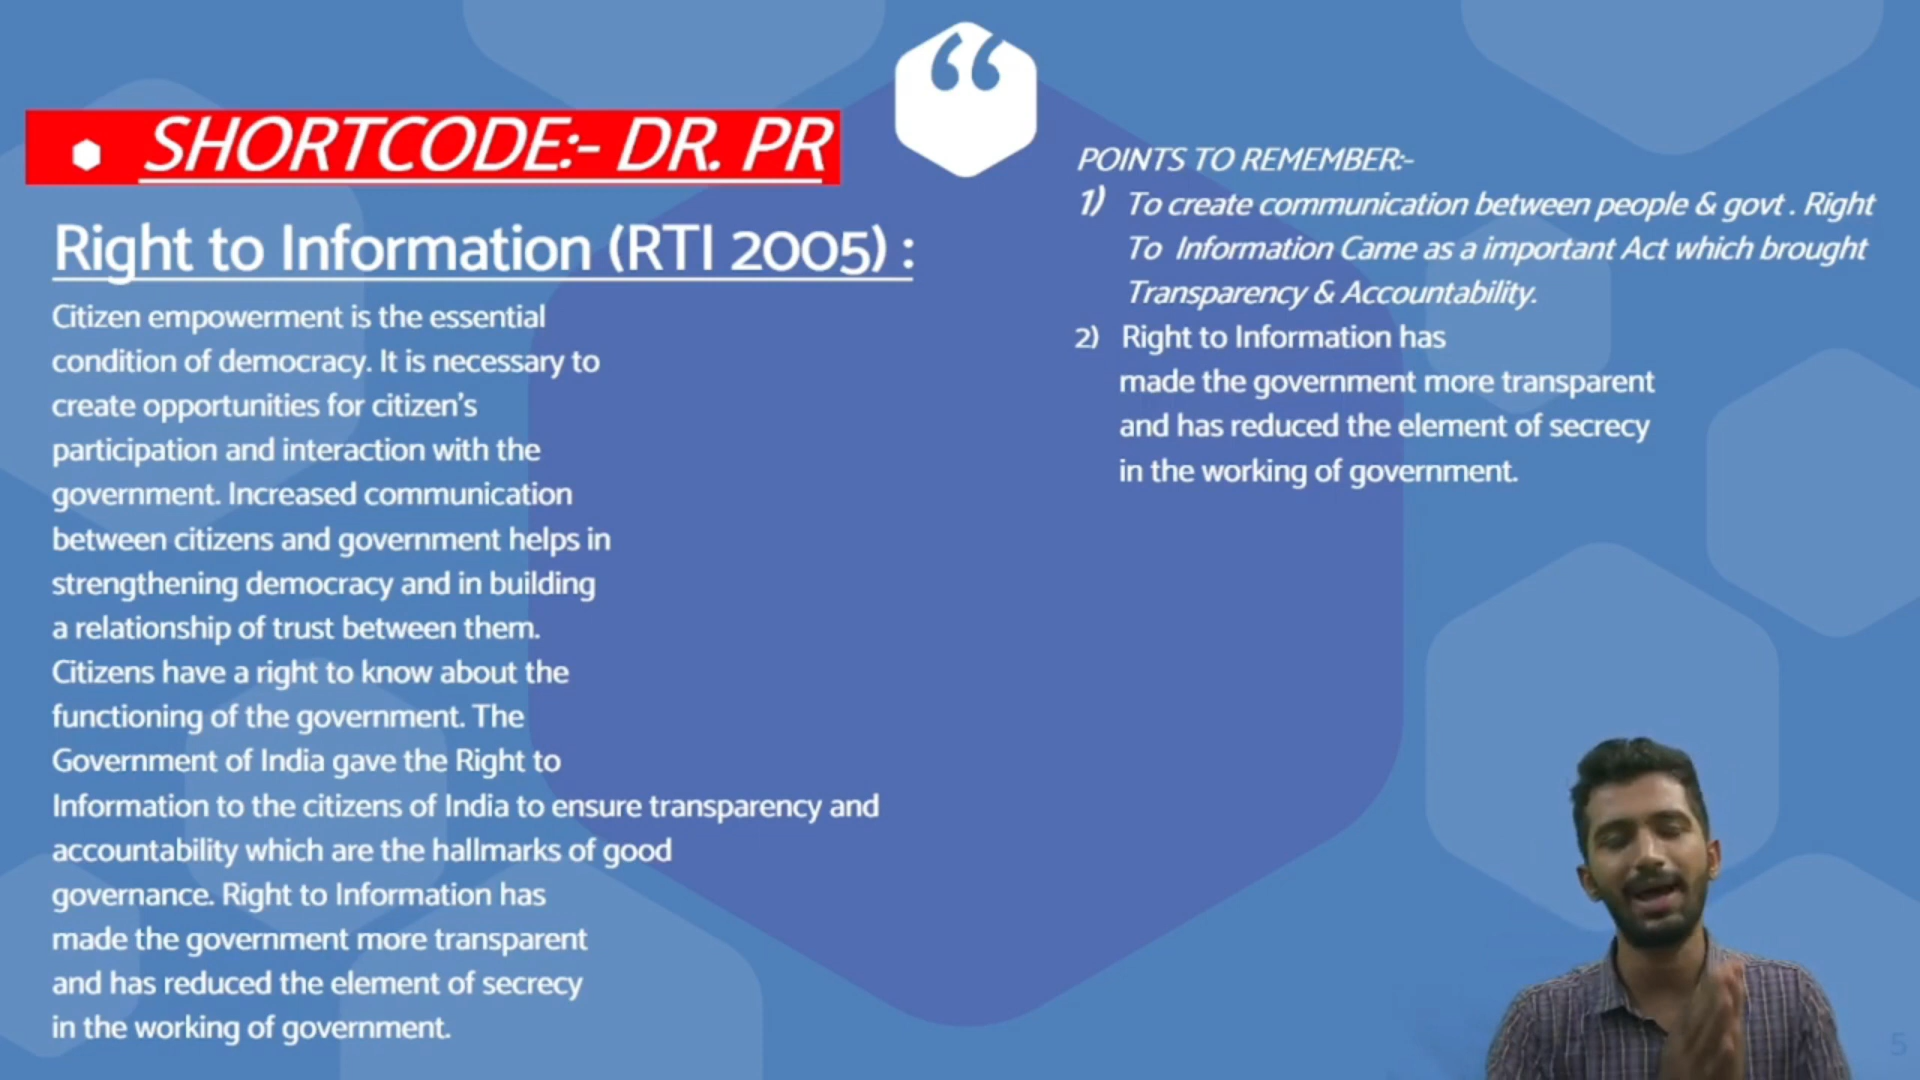 SHORTCODE:- DR. PR
Right to Information (RTI 2005) :
Citizen empowerment is the essential
condition of democracy. It is necessary to
create opportunities for citizen's
participation and interaction with the
government. Increased communication
between citizens and government helps in
strengthening democracy and in building
a relationship of trust between them.
Citizens have a right to know about the
functioning of the government. The
Government of India gave the Right to
Information to the citizens of India to ensure transparency and
accountability which are the hallmarks of good
governance. Right to Information has
made the government more transparent
and has reduced the element of secrecy
in the working of government.
“
POINTS TO REMEMBER:-
1) To create communication between people & govt . Right
To Information Came as a important Act which brought
Transparency & Accountability.
2) Right to Information has
made the government more transparent
and has reduced the element of secrecy
in the working of government.
5